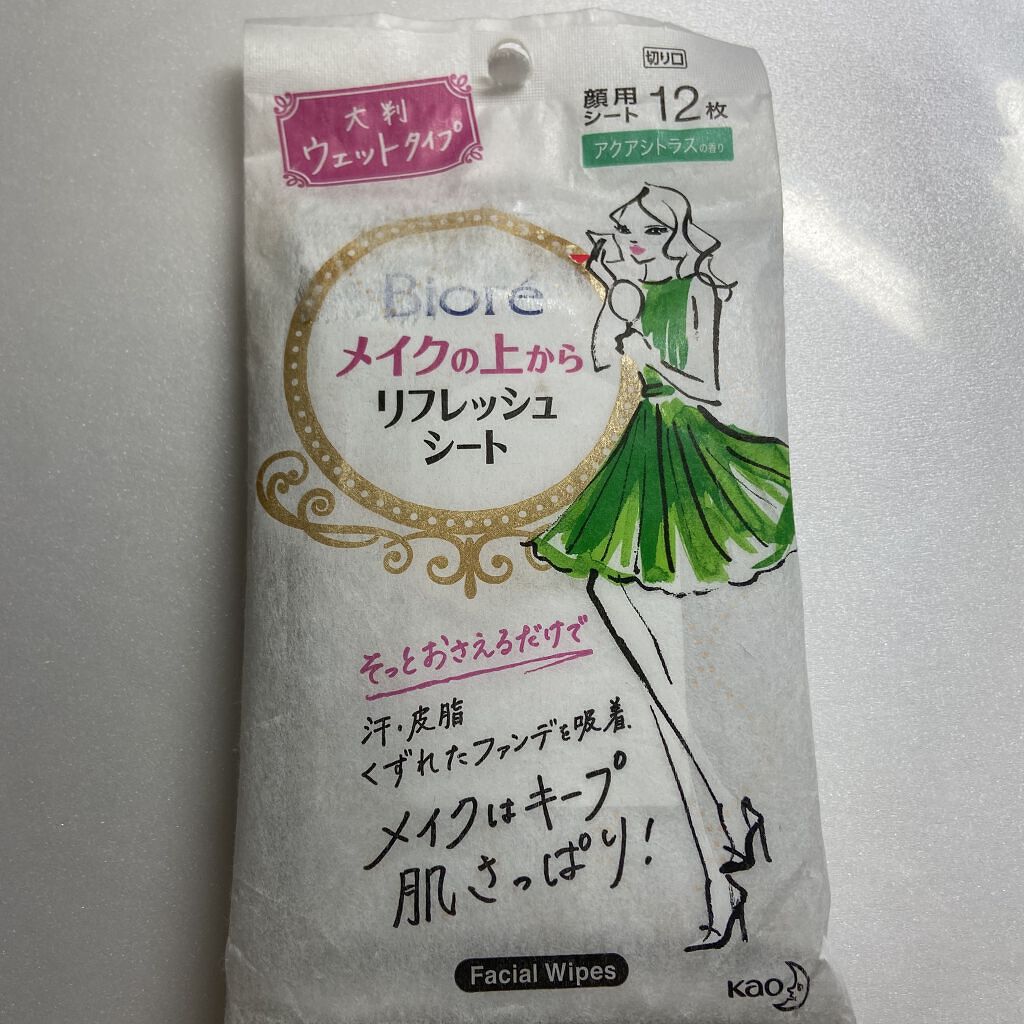 切り口
大判
ウェットタイプ
顔用
シート 12枚
アクアシトラスの香り
Bioré
メイクの上から
リフレッシュ
シート
そっとおさえるだけで
汗・皮脂
くずれたファンデを吸着
メイクはキープ
肌さっぱり!
Facial Wipes
Kao